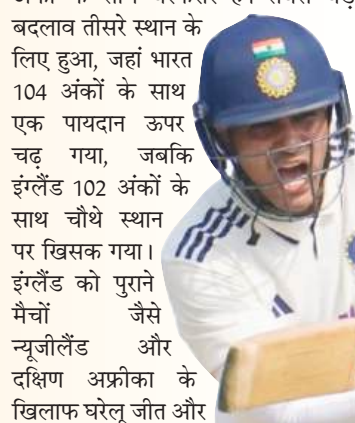 बदलाव तीसरे स्थान के
लिए हुआ, जहां भारत
104 अंकों के साथ
एक पायदान ऊपर
चढ़ गया, जबकि
इंग्लैंड 102 अंकों के
साथ चौथे स्थान
पर खिसक गया।
इंग्लैंड को पुराने
मैचों जैसे
न्यूजीलैंड और
दक्षिण अफ्रीका के
खिलाफ घरेलू जीत और